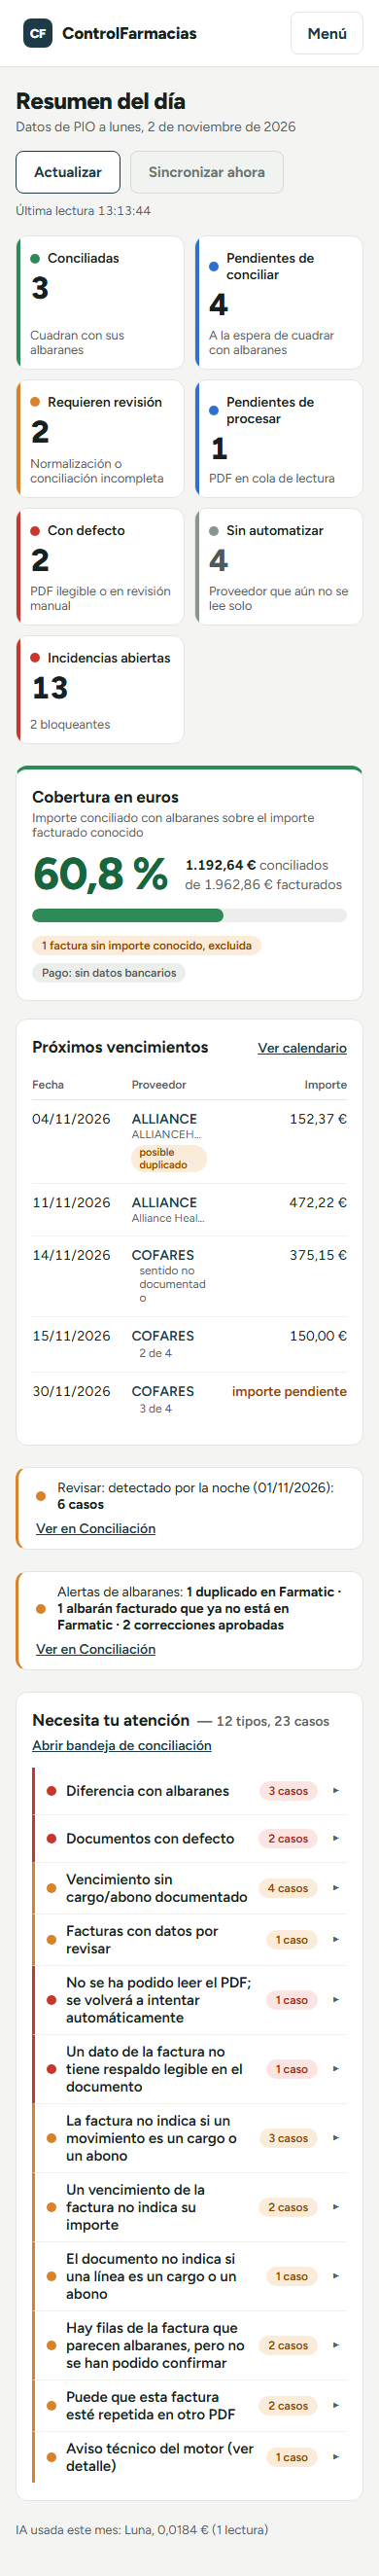 CF ControlFarmacias
Menú
Resumen del día
Datos de PIO a lunes, 2 de noviembre de 2026
Actualizar
Sincronizar ahora
Última lectura 13:13:44
Conciliadas
3
Cuadran con sus
albaranes
Pendientes de
conciliar
4
A la espera de cuadrar
con albaranes
Requieren revisión
2
Normalización o
conciliación incompleta
Pendientes de
procesar
1
PDF en cola de lectura
Con defecto
2
PDF ilegible o en revisión
manual
Sin automatizar
4
Proveedor que aún no se
lee solo
Incidencias abiertas
13
2 bloqueantes
Cobertura en euros
Importe conciliado con albaranes sobre el importe
facturado conocido
60,8 %
1.192,64 € conciliados
de 1.962,86 € facturados
1 factura sin importe conocido, excluida
Pago: sin datos bancarios
Próximos vencimientos
Ver calendario
Fecha Proveedor Importe
04/11/2026 ALLIANCE 152,37 €
ALLIANCEH...
posible
duplicado
11/11/2026 ALLIANCE 472,22 €
Alliance Heal...
14/11/2026 COFARES 375,15 €
sentido no
documentad
o
15/11/2026 COFARES 150,00 €
2 de 4
30/11/2026 COFARES importe pendiente
3 de 4
Revisar: detectado por la noche (01/11/2026):
6 casos
Ver en Conciliación
Alertas de albaranes: 1 duplicado en Farmatic ·
1 albarán facturado que ya no está en
Farmatic · 2 correcciones aprobadas
Ver en Conciliación
Necesita tu atención — 12 tipos, 23 casos
Abrir bandeja de conciliación
Diferencia con albaranes 3 casos
Documentos con defecto 2 casos
Vencimiento sin
cargo/abono documentado 4 casos
Facturas con datos por
revisar 1 caso
No se ha podido leer el PDF;
se volverá a intentar
automáticamente 1 caso
Un dato de la factura no
tiene respaldo legible en el
documento 1 caso
La factura no indica si un
movimiento es un cargo o
un abono 3 casos
Un vencimiento de la
factura no indica su
importe 2 casos
El documento no indica si
una línea es un cargo o un
abono 1 caso
Hay filas de la factura que
parecen albaranes, pero no
se han podido confirmar 2 casos
Puede que esta factura
esté repetida en otro PDF 2 casos
Aviso técnico del motor (ver
detalle) 1 caso
IA usada este mes: Luna, 0,0184 € (1 lectura)